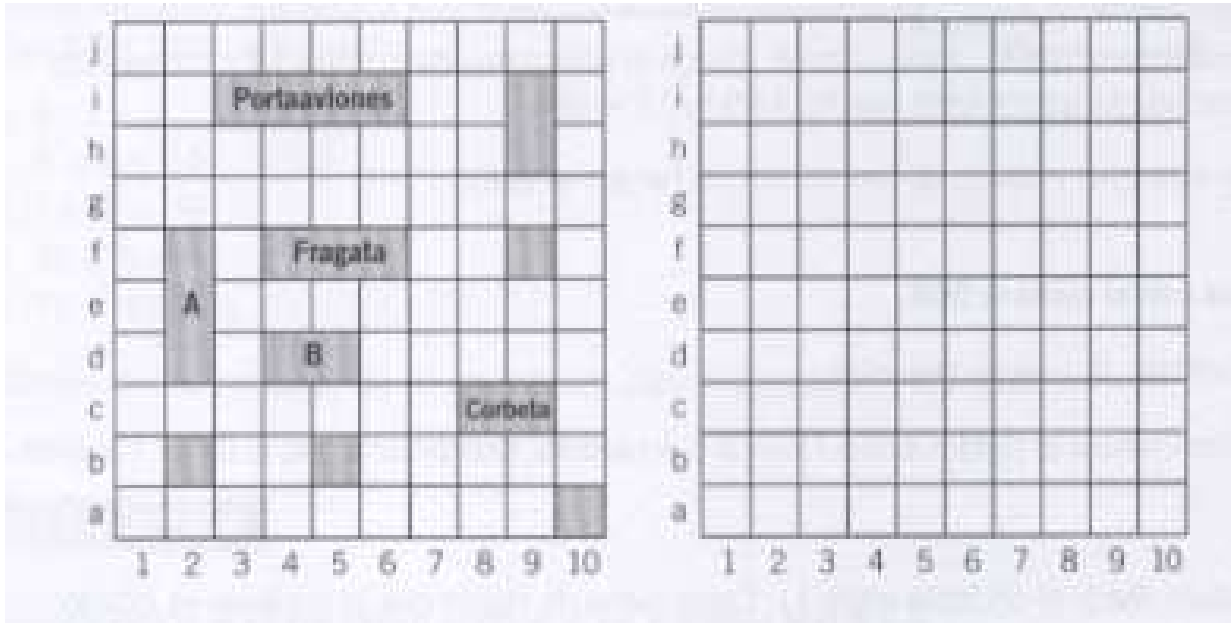 j j
i Portaaviones i
h h
g g
f Fragata f
e A e
d B d
c Corbeta c
b b
a a
1 2 3 4 5 6 7 8 9 10 1 2 3 4 5 6 7 8 9 10